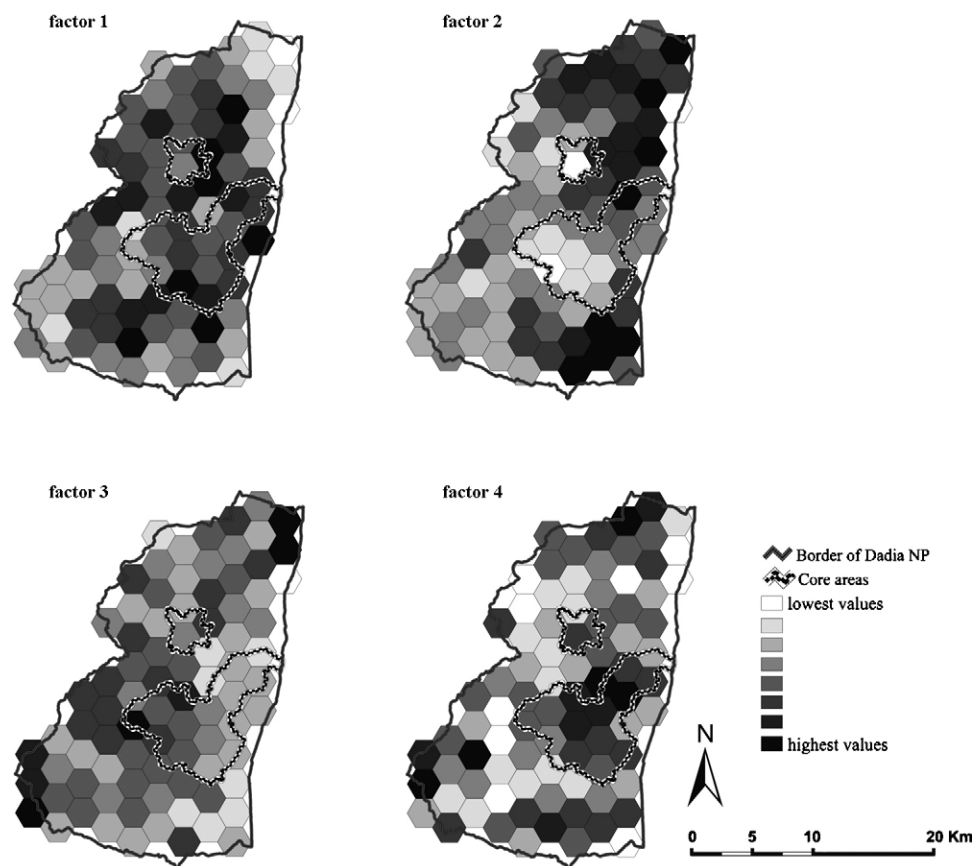 factor 1
factor 2
factor 3
factor 4
Border of Dadia NP
Core areas
lowest values
highest values
N
0 5 10 20 Km